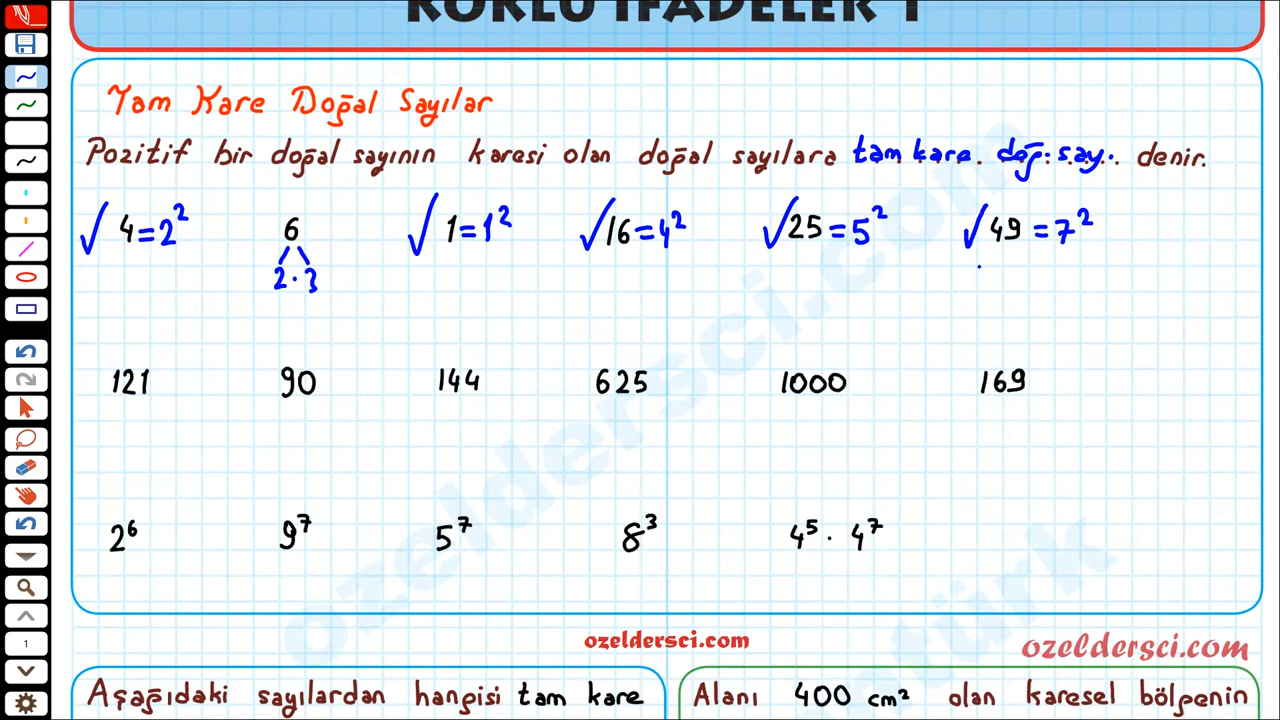 KÖKLÜ İFADELER 1
Tam Kare Doğal Sayılar
Pozitif bir doğal sayının karesi olan doğal sayılara tam kare doğ. say. denir.
√ 4=2² 6 √ 1=1² √ 16=4² √ 25=5² √ 49=7²
2·3
121 90 144 625 1000 169
2⁶ 9⁷ 5⁷ 8³ 4⁵ · 4⁷
ozeldersci.com
ozeldersci.com
Aşağıdaki sayılardan hangisi tam kare
Alanı 400 cm² olan karesel bölgenin
ozeldersci.com
1